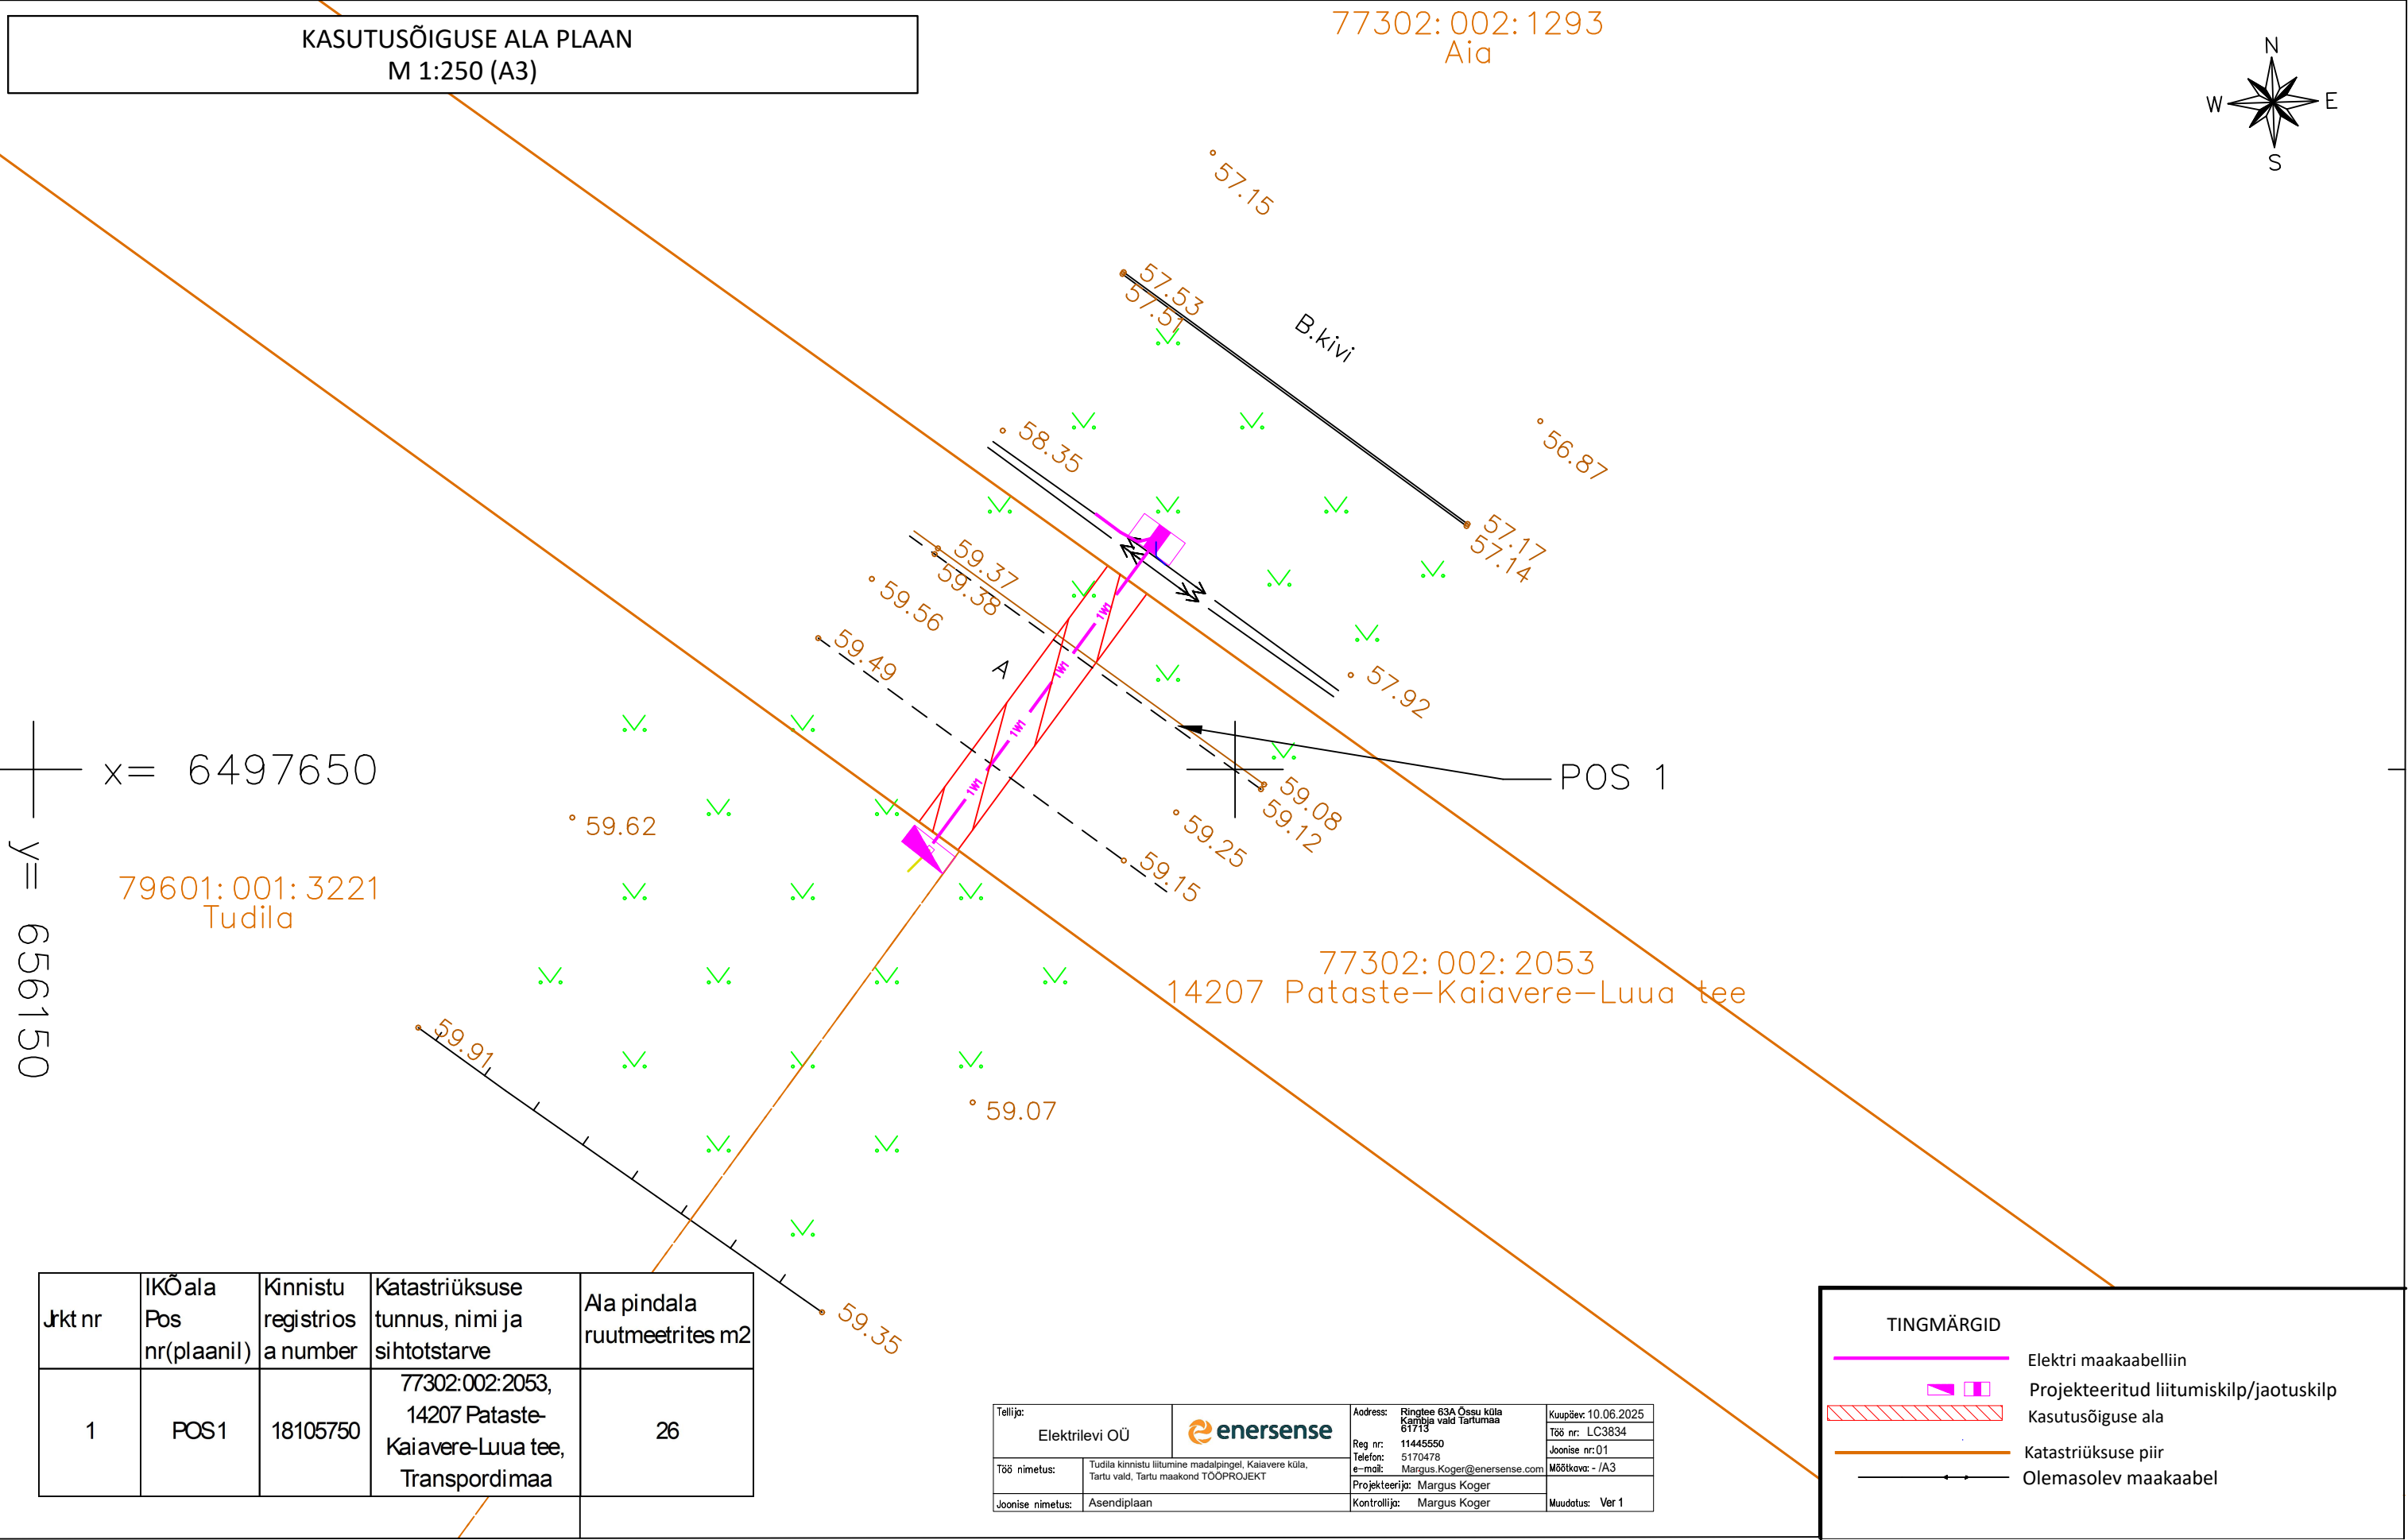 KASUTUSÕIGUSE ALA PLAAN
M 1:250 (A3)
77302:002:1293
Aia
N
W
E
S
57.15
57.53
57.57
B.kivi
58.35
56.87
57.17
57.14
59.37
59.38
59.56
59.49
A
1W1
1W1
1W1
1W1
57.92
POS 1
x= 6497650
y= 656150
59.62
59.08
59.12
59.25
59.15
79601:001:3221
Tudila
77302:002:2053
14207 Pataste-Kaiavere-Luua tee
59.91
59.07
59.35
Jrkt nr
IKÕ ala
Pos
nr(plaanil)
Kinnistu
registrios
a number
Katastriüksuse
tunnus, nimi ja
sihtotstarve
Ala pindala
ruutmeetrites m2
1
POS 1
18105750
77302:002:2053,
14207 Pataste-
Kaiavere-Luua tee,
Transpordimaa
26
Tellija:
Elektrilevi OÜ
enersense
Aadress: Ringtee 63A Õssu küla
Kambja vald Tartumaa
61713
Reg nr: 11445550
Telefon: 5170478
e-mail: Margus.Koger@enersense.com
Kuupäev: 10.06.2025
Töö nr: LC3834
Joonise nr: 01
Mõõtkava: - /A3
Töö nimetus: Tudila kinnistu liitumine madalpingel, Kaiavere küla,
Tartu vald, Tartu maakond TÖÖPROJEKT
Projekteerija: Margus Koger
Joonise nimetus: Asendiplaan
Kontrollija: Margus Koger
Muudatus: Ver 1
TINGMÄRGID
Elektri maakaabelliin
Projekteeritud liitumiskilp/jaotuskilp
Kasutusõiguse ala
Katastriüksuse piir
Olemasolev maakaabel